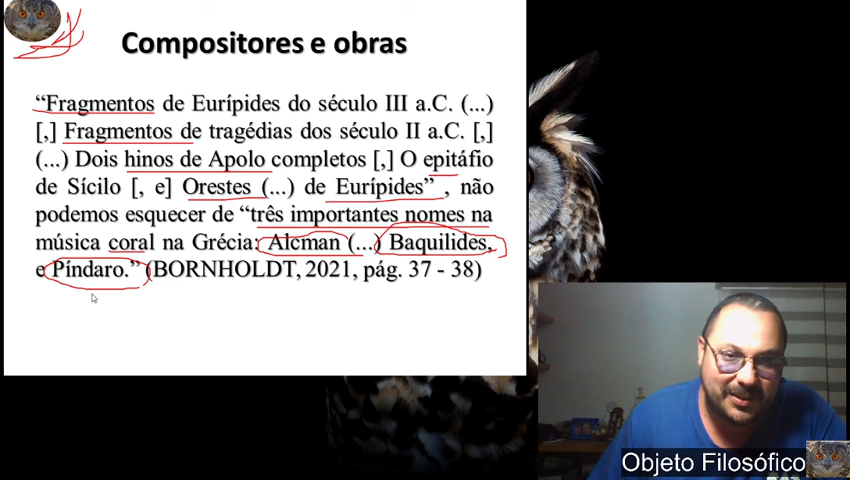 Compositores e obras
“Fragmentos de Eurípides do século III a.C. (...)
[,] Fragmentos de tragédias dos século II a.C. [,]
(...) Dois hinos de Apolo completos [,] O epitáfio
de Sícilo [, e] Orestes (...) de Eurípides” , não
podemos esquecer de “três importantes nomes na
música coral na Grécia: Alcman (...) Baquilides,
e Píndaro.” (BORNHOLDT, 2021, pág. 37 - 38)
Objeto Filosófico